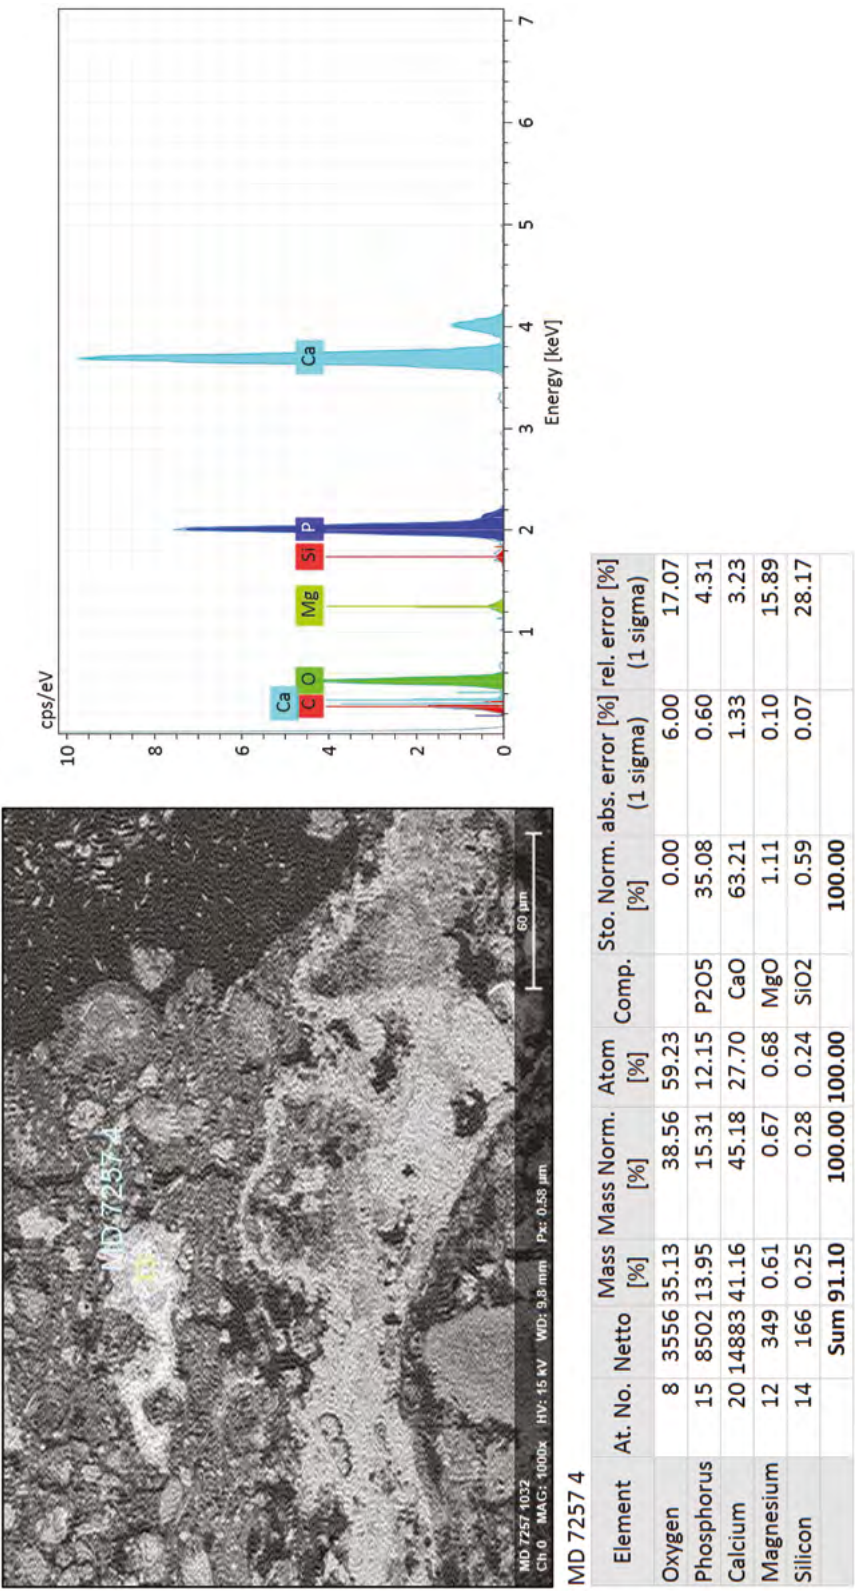 MD 7257 4
13
MD 7257 1032
Ch 0 MAG: 1000x HV: 15 kV WD: 9.8 mm Px: 0.58 µm
60 µm
cps/eV
10
8
6
4
2
0
Ca
C
O
Mg
Si
P
Ca
1 2 3 4 5 6 7
Energy [keV]
MD 7257 4
Element At. No. Netto Mass [%] Mass Norm. [%] Atom [%] Comp. Sto. Norm. [%] abs. error [%] (1 sigma) rel. error [%] (1 sigma)
Oxygen 8 3556 35.13 38.56 59.23 0.00 6.00 17.07
Phosphorus 15 8502 13.95 15.31 12.15 P2O5 35.08 0.60 4.31
Calcium 20 14883 41.16 45.18 27.70 CaO 63.21 1.33 3.23
Magnesium 12 349 0.61 0.67 0.68 MgO 1.11 0.10 15.89
Silicon 14 166 0.25 0.28 0.24 SiO2 0.59 0.07 28.17
Sum 91.10 100.00 100.00 100.00